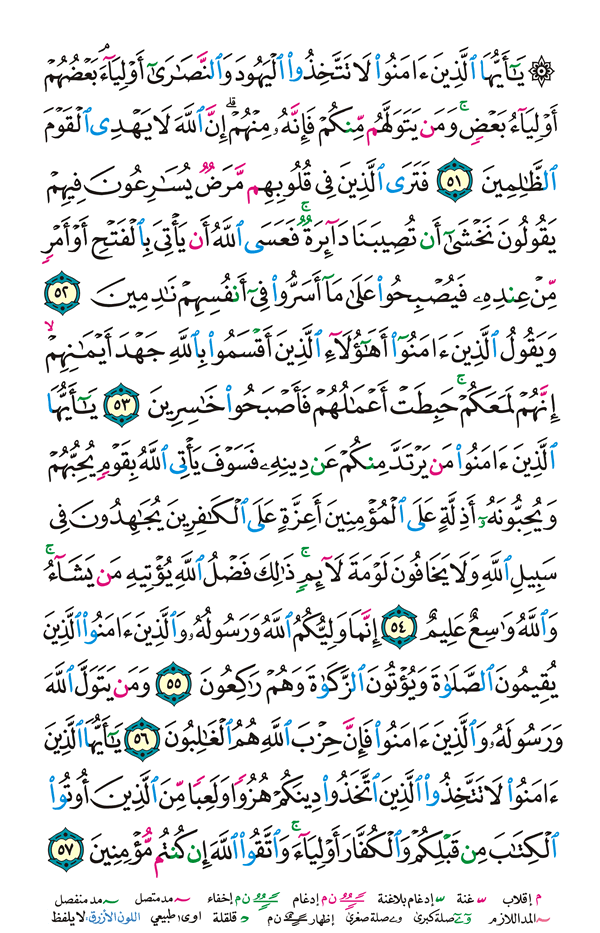 ۞ يَٰٓأَيُّهَا ٱلَّذِينَ ءَامَنُوا۟ لَا تَتَّخِذُوا۟ ٱلْيَهُودَ وَٱلنَّصَٰرَىٰٓ أَوْلِيَآءَ ۘ بَعْضُهُمْ
أَوْلِيَآءُ بَعْضٍ ۚ وَمَن يَتَوَلَّهُم مِّنكُمْ فَإِنَّهُۥ مِنْهُمْ ۗ إِنَّ ٱللَّهَ لَا يَهْدِى ٱلْقَوْمَ
ٱلظَّٰلِمِينَ ٥١ فَتَرَى ٱلَّذِينَ فِى قُلُوبِهِم مَّرَضٌ يُسَٰرِعُونَ فِيهِمْ
يَقُولُونَ نَخْشَىٰٓ أَن تُصِيبَنَا دَآئِرَةٌ ۚ فَعَسَى ٱللَّهُ أَن يَأْتِىَ بِٱلْفَتْحِ أَوْ أَمْرٍ
مِّنْ عِندِهِۦ فَيُصْبِحُوا۟ عَلَىٰ مَآ أَسَرُّوا۟ فِىٓ أَنفُسِهِمْ نَٰدِمِينَ ٥٢
وَيَقُولُ ٱلَّذِينَ ءَامَنُوٓا۟ أَهَٰٓؤُلَآءِ ٱلَّذِينَ أَقْسَمُوا۟ بِٱللَّهِ جَهْدَ أَيْمَٰنِهِمْ ۙ
إِنَّهُمْ لَمَعَكُمْ ۚ حَبِطَتْ أَعْمَٰلُهُمْ فَأَصْبَحُوا۟ خَٰسِرِينَ ٥٣ يَٰٓأَيُّهَا
ٱلَّذِينَ ءَامَنُوا۟ مَن يَرْتَدَّ مِنكُمْ عَن دِينِهِۦ فَسَوْفَ يَأْتِى ٱللَّهُ بِقَوْمٍ يُحِبُّهُمْ
وَيُحِبُّونَهُۥٓ أَذِلَّةٍ عَلَى ٱلْمُؤْمِنِينَ أَعِزَّةٍ عَلَى ٱلْكَٰفِرِينَ يُجَٰهِدُونَ فِى
سَبِيلِ ٱللَّهِ وَلَا يَخَافُونَ لَوْمَةَ لَآئِمٍ ۚ ذَٰلِكَ فَضْلُ ٱللَّهِ يُؤْتِيهِ مَن يَشَآءُ ۚ
وَٱللَّهُ وَٰسِعٌ عَلِيمٌ ٥٤ إِنَّمَا وَلِيُّكُمُ ٱللَّهُ وَرَسُولُهُۥ وَٱلَّذِينَ ءَامَنُوا۟ ٱلَّذِينَ
يُقِيمُونَ ٱلصَّلَوٰةَ وَيُؤْتُونَ ٱلزَّكَوٰةَ وَهُمْ رَٰكِعُونَ ٥٥ وَمَن يَتَوَلَّ ٱللَّهَ
وَرَسُولَهُۥ وَٱلَّذِينَ ءَامَنُوا۟ فَإِنَّ حِزْبَ ٱللَّهِ هُمُ ٱلْغَٰلِبُونَ ٥٦ يَٰٓأَيُّهَا ٱلَّذِينَ
ءَامَنُوا۟ لَا تَتَّخِذُوا۟ ٱلَّذِينَ ٱتَّخَذُوا۟ دِينَكُمْ هُزُوًا وَلَعِبًا مِّنَ ٱلَّذِينَ أُوتُوا۟
ٱلْكِتَٰبَ مِن قَبْلِكُمْ وَٱلْكُفَّارَ أَوْلِيَآءَ ۚ وَٱتَّقُوا۟ ٱللَّهَ إِن كُنتُم مُّؤْمِنِينَ ٥٧
م إقلاب غنة إدغام بلاغنة ن م إدغام ن م إخفاء مد متصل مد منفصل
المد اللازم صلة كبرى صلة صغرى إظهار ن م قلقلة اوى طبيعي اللون الأزرق: لا يلفظ